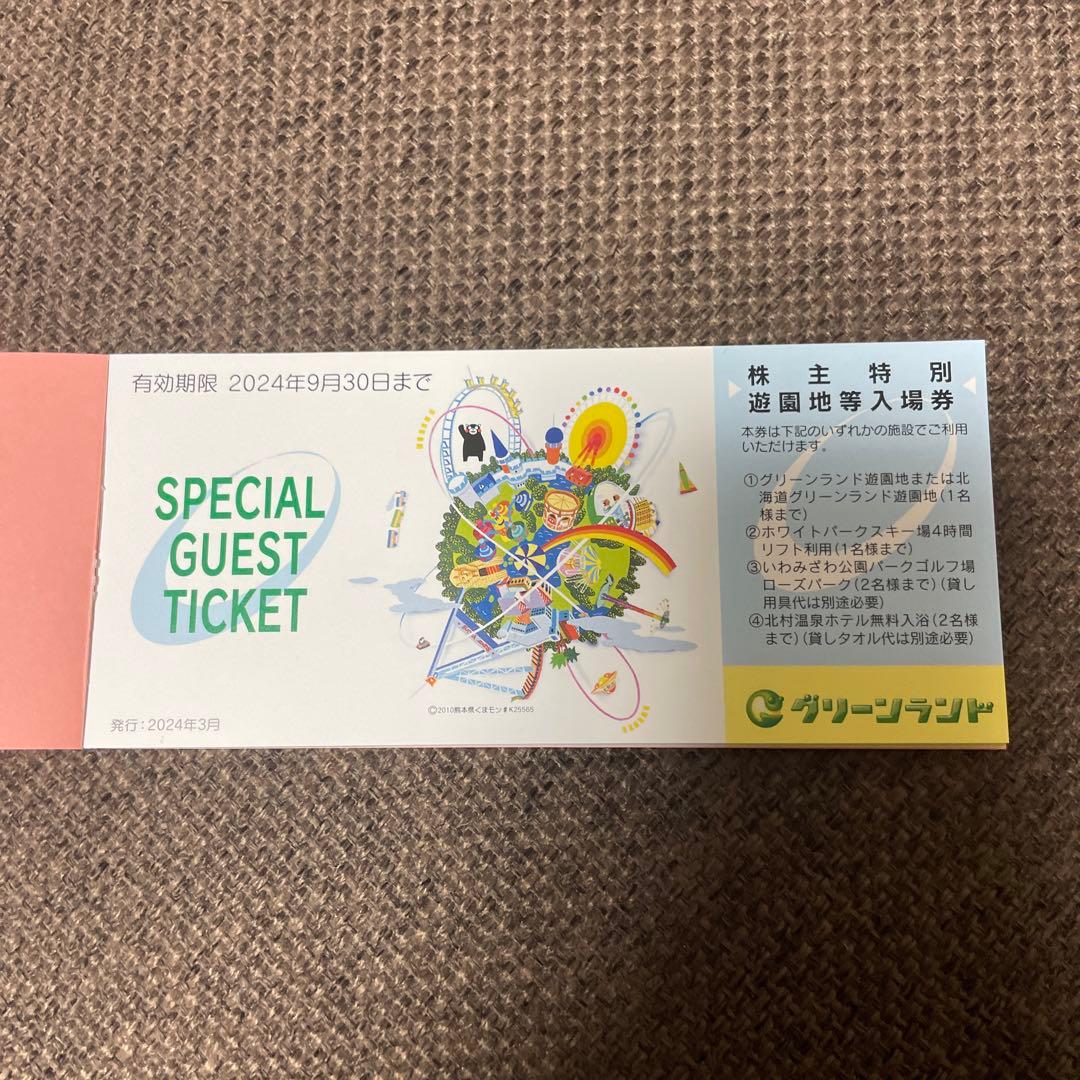 有効期限 2024年9月30日まで
SPECIAL
GUEST
TICKET
©2010熊本県くまモン#K25565
発行:2024年3月
株主特別
遊園地等入場券
本券は下記のいずれかの施設でご利用
いただけます。
①グリーンランド遊園地または北
海道グリーンランド遊園地(1名
様まで)
②ホワイトパークスキー場4時間
リフト利用(1名様まで)
③いわみざわ公園パークゴルフ場
ローズパーク(2名様まで)(貸し
用具代は別途必要)
④北村温泉ホテル無料入浴(2名様
まで)(貸しタオル代は別途必要)
グリーンランド